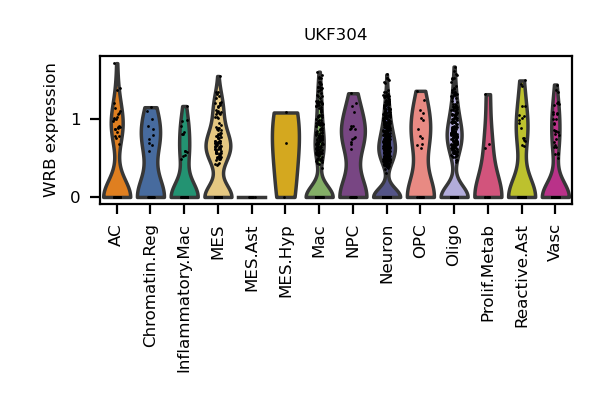 UKF304
WRB expression
1
0
AC
Chromatin.Reg
Inflammatory.Mac
MES
MES.Ast
MES.Hyp
Mac
NPC
Neuron
OPC
Oligo
Prolif.Metab
Reactive.Ast
Vasc